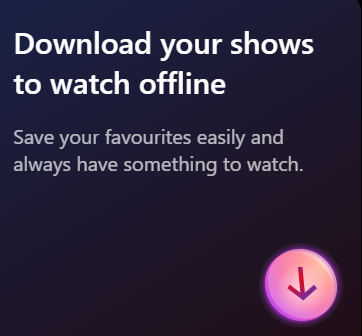 Download your shows
to watch offline
Save your favourites easily and
always have something to watch.